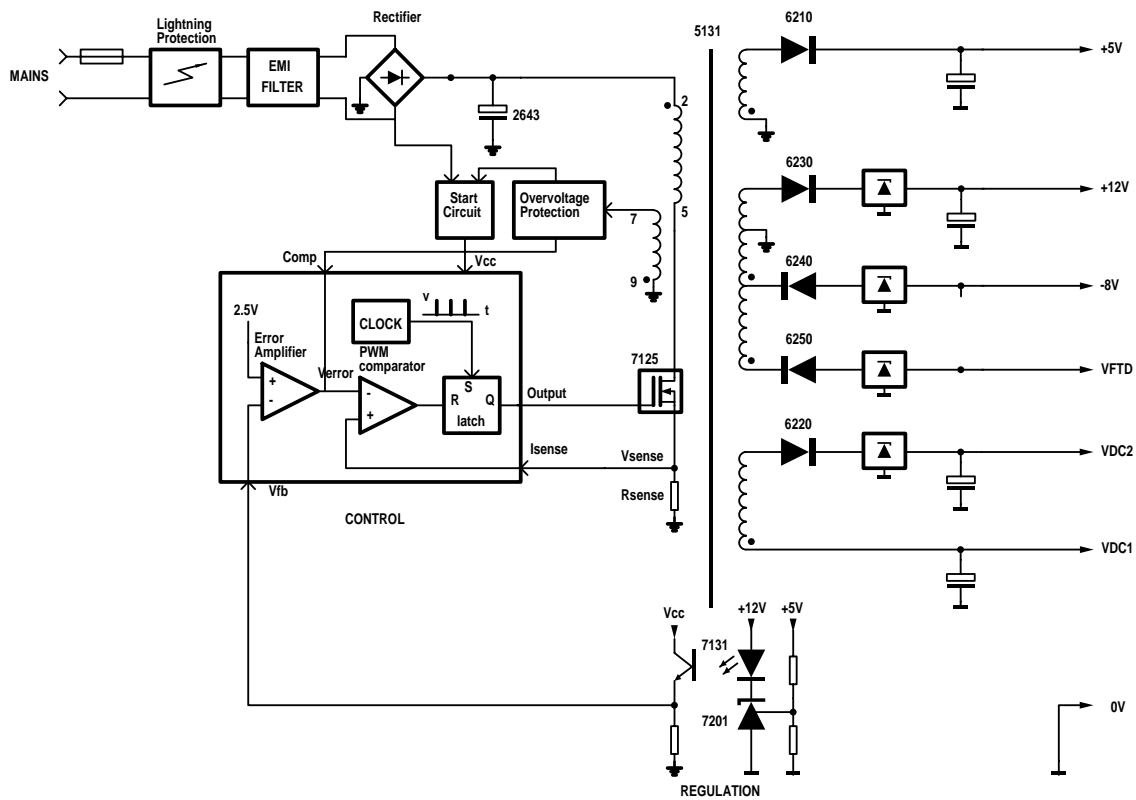 Lightning
Protection
Rectifier
MAINS
EMI
FILTER
2643
5131
2
5
7
9
Start
Circuit
Overvoltage
Protection
Comp
Vcc
2.5V
Error
Amplifier
+
-
Verror
CLOCK
v
t
PWM
comparator
-
+
S
R
Q
latch
Output
7125
Isense
Vsense
Rsense
Vfb
CONTROL
6210
+5V
6230
+12V
6240
-8V
6250
VFTD
6220
VDC2
VDC1
Vcc
7131
+12V
+5V
7201
0V
REGULATION